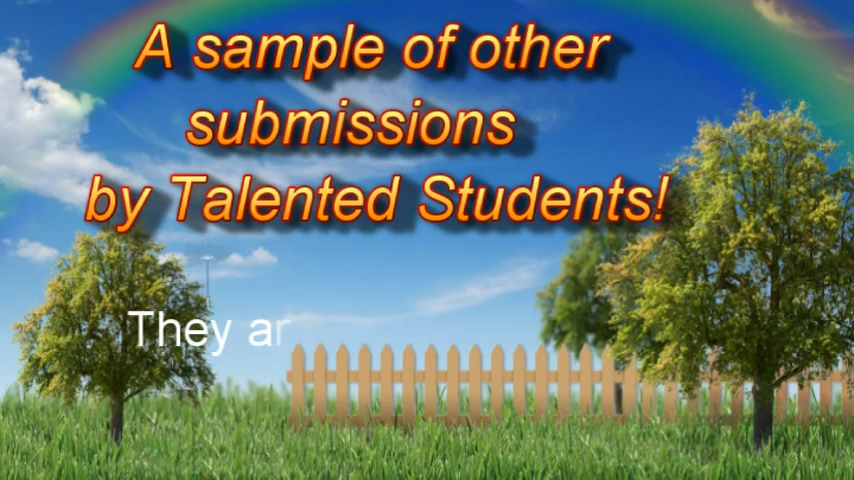 A sample of other
submissions
by Talented Students!
They ar